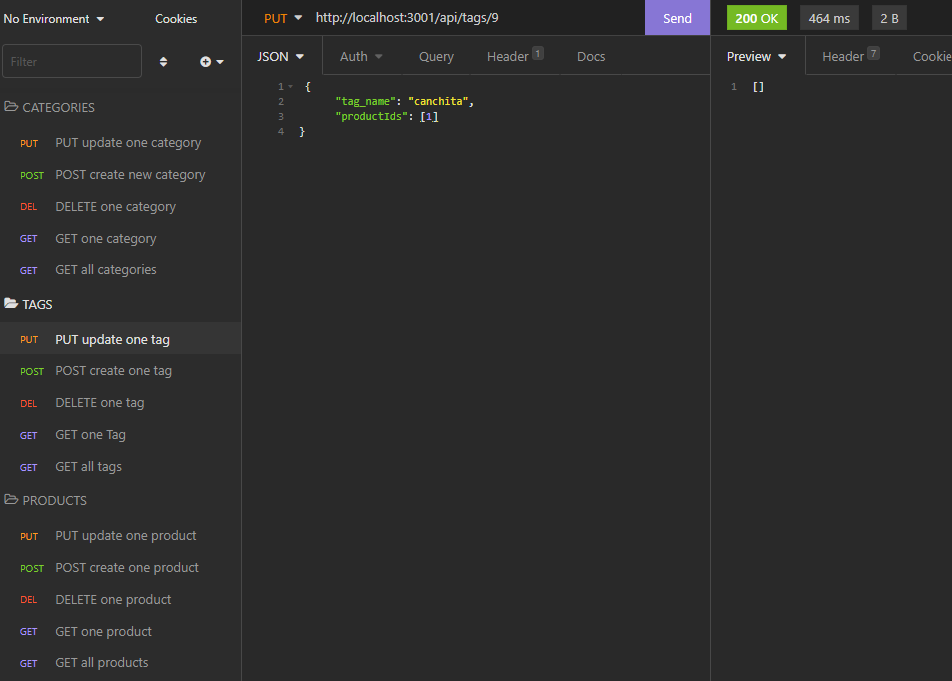 No Environment Cookies
Filter
CATEGORIES
PUT PUT update one category
POST POST create new category
DEL DELETE one category
GET GET one category
GET GET all categories
TAGS
PUT PUT update one tag
POST POST create one tag
DEL DELETE one tag
GET GET one Tag
GET GET all tags
PRODUCTS
PUT PUT update one product
POST POST create one product
DEL DELETE one product
GET GET one product
GET GET all products
PUT http://localhost:3001/api/tags/9 Send
JSON Auth Query Header 1 Docs
1 {
2 "tag_name": "canchita",
3 "productIds": [1]
4 }
200 OK 464 ms 2 B
Preview Header 7 Cookie
1 []